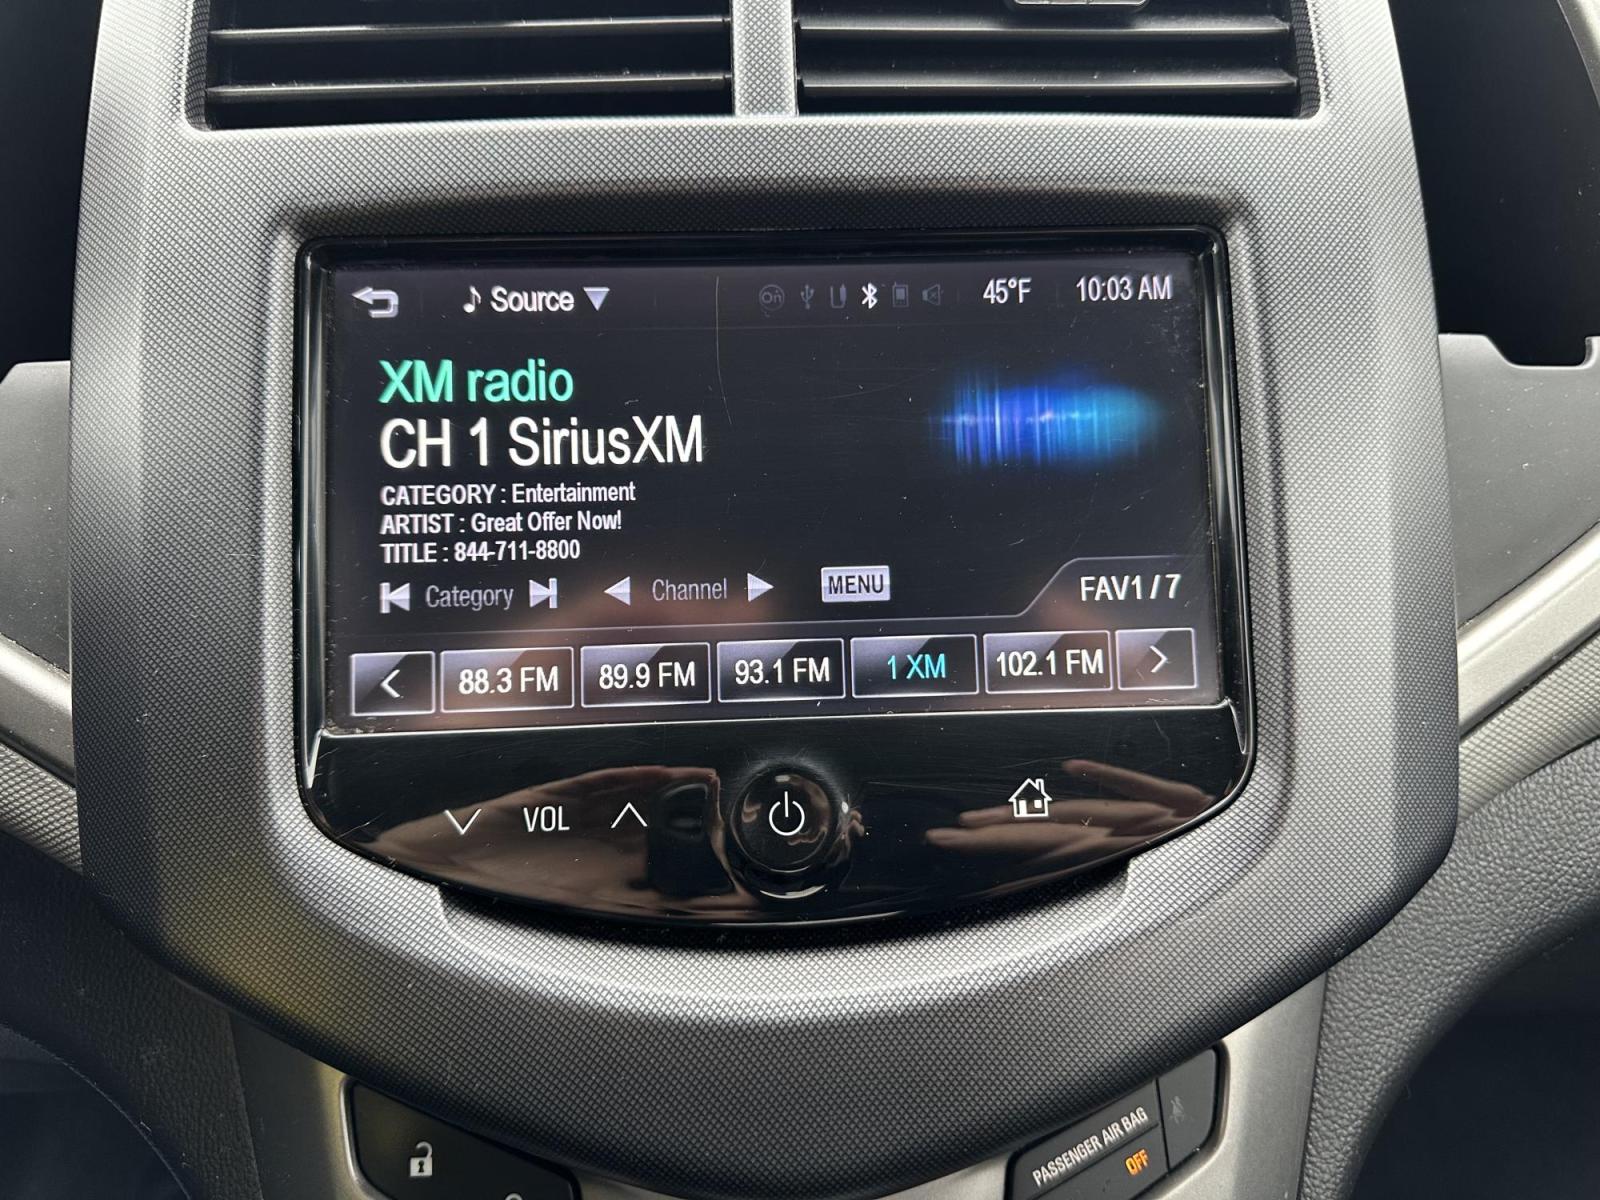 Source
On
45°F
10:03 AM
XM radio
CH 1 SiriusXM
CATEGORY : Entertainment
ARTIST : Great Offer Now!
TITLE : 844-711-8800
Category
Channel
MENU
FAV1 / 7
88.3 FM
89.9 FM
93.1 FM
1 XM
102.1 FM
VOL
PASSENGER AIR BAG
OFF